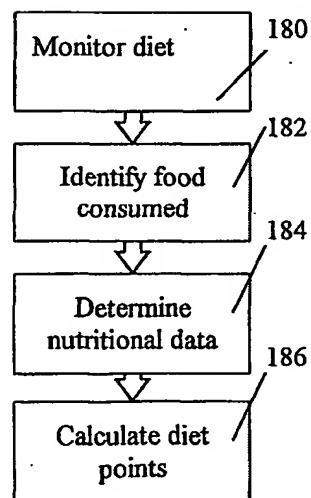 Monitor diet
180
182
Identify food
consumed
184
Determine
nutritional data
186
Calculate diet
points